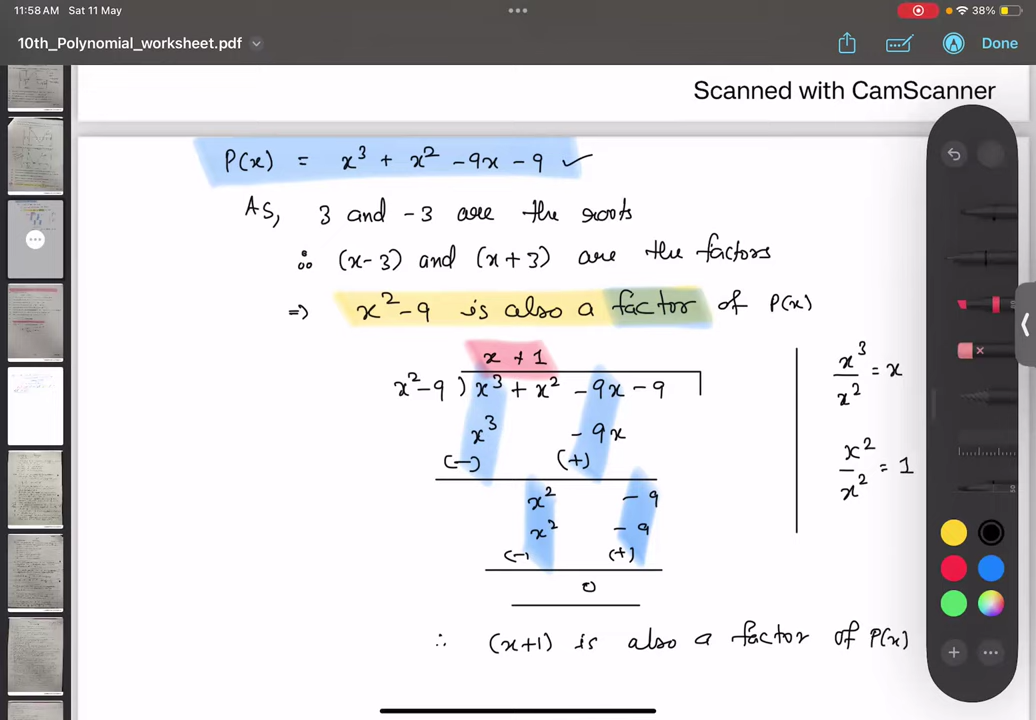 11:58 AM Sat 11 May
38%
10th_Polynomial_worksheet.pdf
Done
Scanned with CamScanner
P(x) = x³ + x² - 9x - 9 ✓
As, 3 and -3 are the roots
∴ (x-3) and (x+3) are the factors
⇒ x²-9 is also a factor of P(x)
x + 1
x²-9 ) x³ + x² - 9x - 9
x³ - 9x
(-) (+)
x² - 9
x² - 9
(-) (+)
0
x³/x² = x
x²/x² = 1
∴ (x+1) is also a factor of P(x)